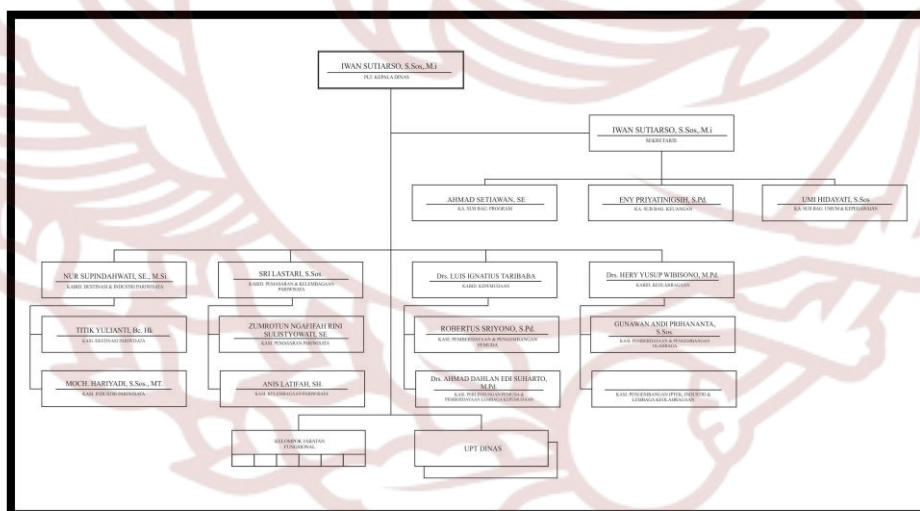 IWAN SUTIARSO, S.Sos,.M.i
PLT. KEPALA DINAS
IWAN SUTIARSO, S.Sos,.M.i
SEKRETARIS
AHMAD SETIAWAN, SE
KA. SUB BAG. PROGRAM
ENY PRIYATINIGSIH, S.Pd.
KA. SUB BAG. KEUANGAN
UMI HIDAYATI, S.Sos
KA. SUB BAG. UMUM & KEPEGAWAIAN
NUR SUPINDAHWATI, SE., M.Si
KABID. DESTINASI & INDUSTRI PARIWISATA
SRI LASTARI, S.Sos
KABID. PEMASARAN & KELEMBAGAAN
PARIWISATA
Drs. LUIS IGNATIUS TARIBABA
KABID. KEPEMUDAAN
Drs. HERY YUSUP WIBISONO, M.Pd.
KABID. KEOLAHRAGAAN
TITIK YULIANTI, Bc. Hk
KASI. DESTINASI PARIWISATA
ZUMROTUN NGAFIFAH RINI
SULISTYOWATI, SE
KASI. PEMASARAN PARIWISATA
ROBERTUS SRIYONO, S.Pd.
KASI. PEMBERDAYAAN & PENGEMBANGAN
PEMUDA
GUNAWAN ANDI PRIHANANTA,
S.Sos.
KASI. PEMBERDAYAAN & PENGEMBANGAN
OLAHRAGA
MOCH. HARIYADI, S.Sos., MT.
KASI. INDUSTRI PARIWISATA
ANIS LATIFAH, SH.
KASI. KELEMBAGAAN PARIWISATA
Drs. AHMAD DAHLAN EDI SUHARTO,
M.Pd.
KASI. PERLINDUNGAN PEMUDA &
PEMBERDAYAAN LEMBAGA KEPEMUDAAN
KASI. PENGEMBANGAN IPTEK, INDUSTRI &
LEMBAGA KEOLAHRAGAAN
KELOMPOK JABATAN
FUNGSIONAL
UPT DINAS